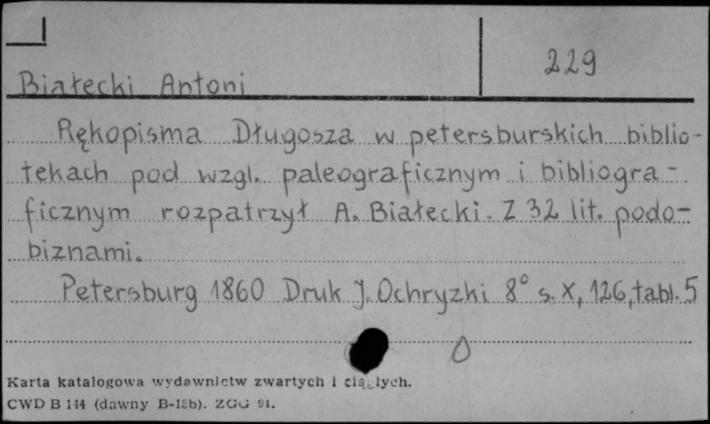 229
Białecki Antoni
Rękopisma Długosza w petersburskich biblio-
tekach pod wzgl. paleograficznym i bibliogra-
ficznym rozpatrzył A. Białecki. Z 32 lit. podo-
biznami.
Petersburg 1860 Druk J. Ochryzki 8° s. X, 126, tabl. 5
Karta katalogowa wydawnictw zwartych i ciągłych.
CWD B 144 (dawny B-15b). ZGG 91.